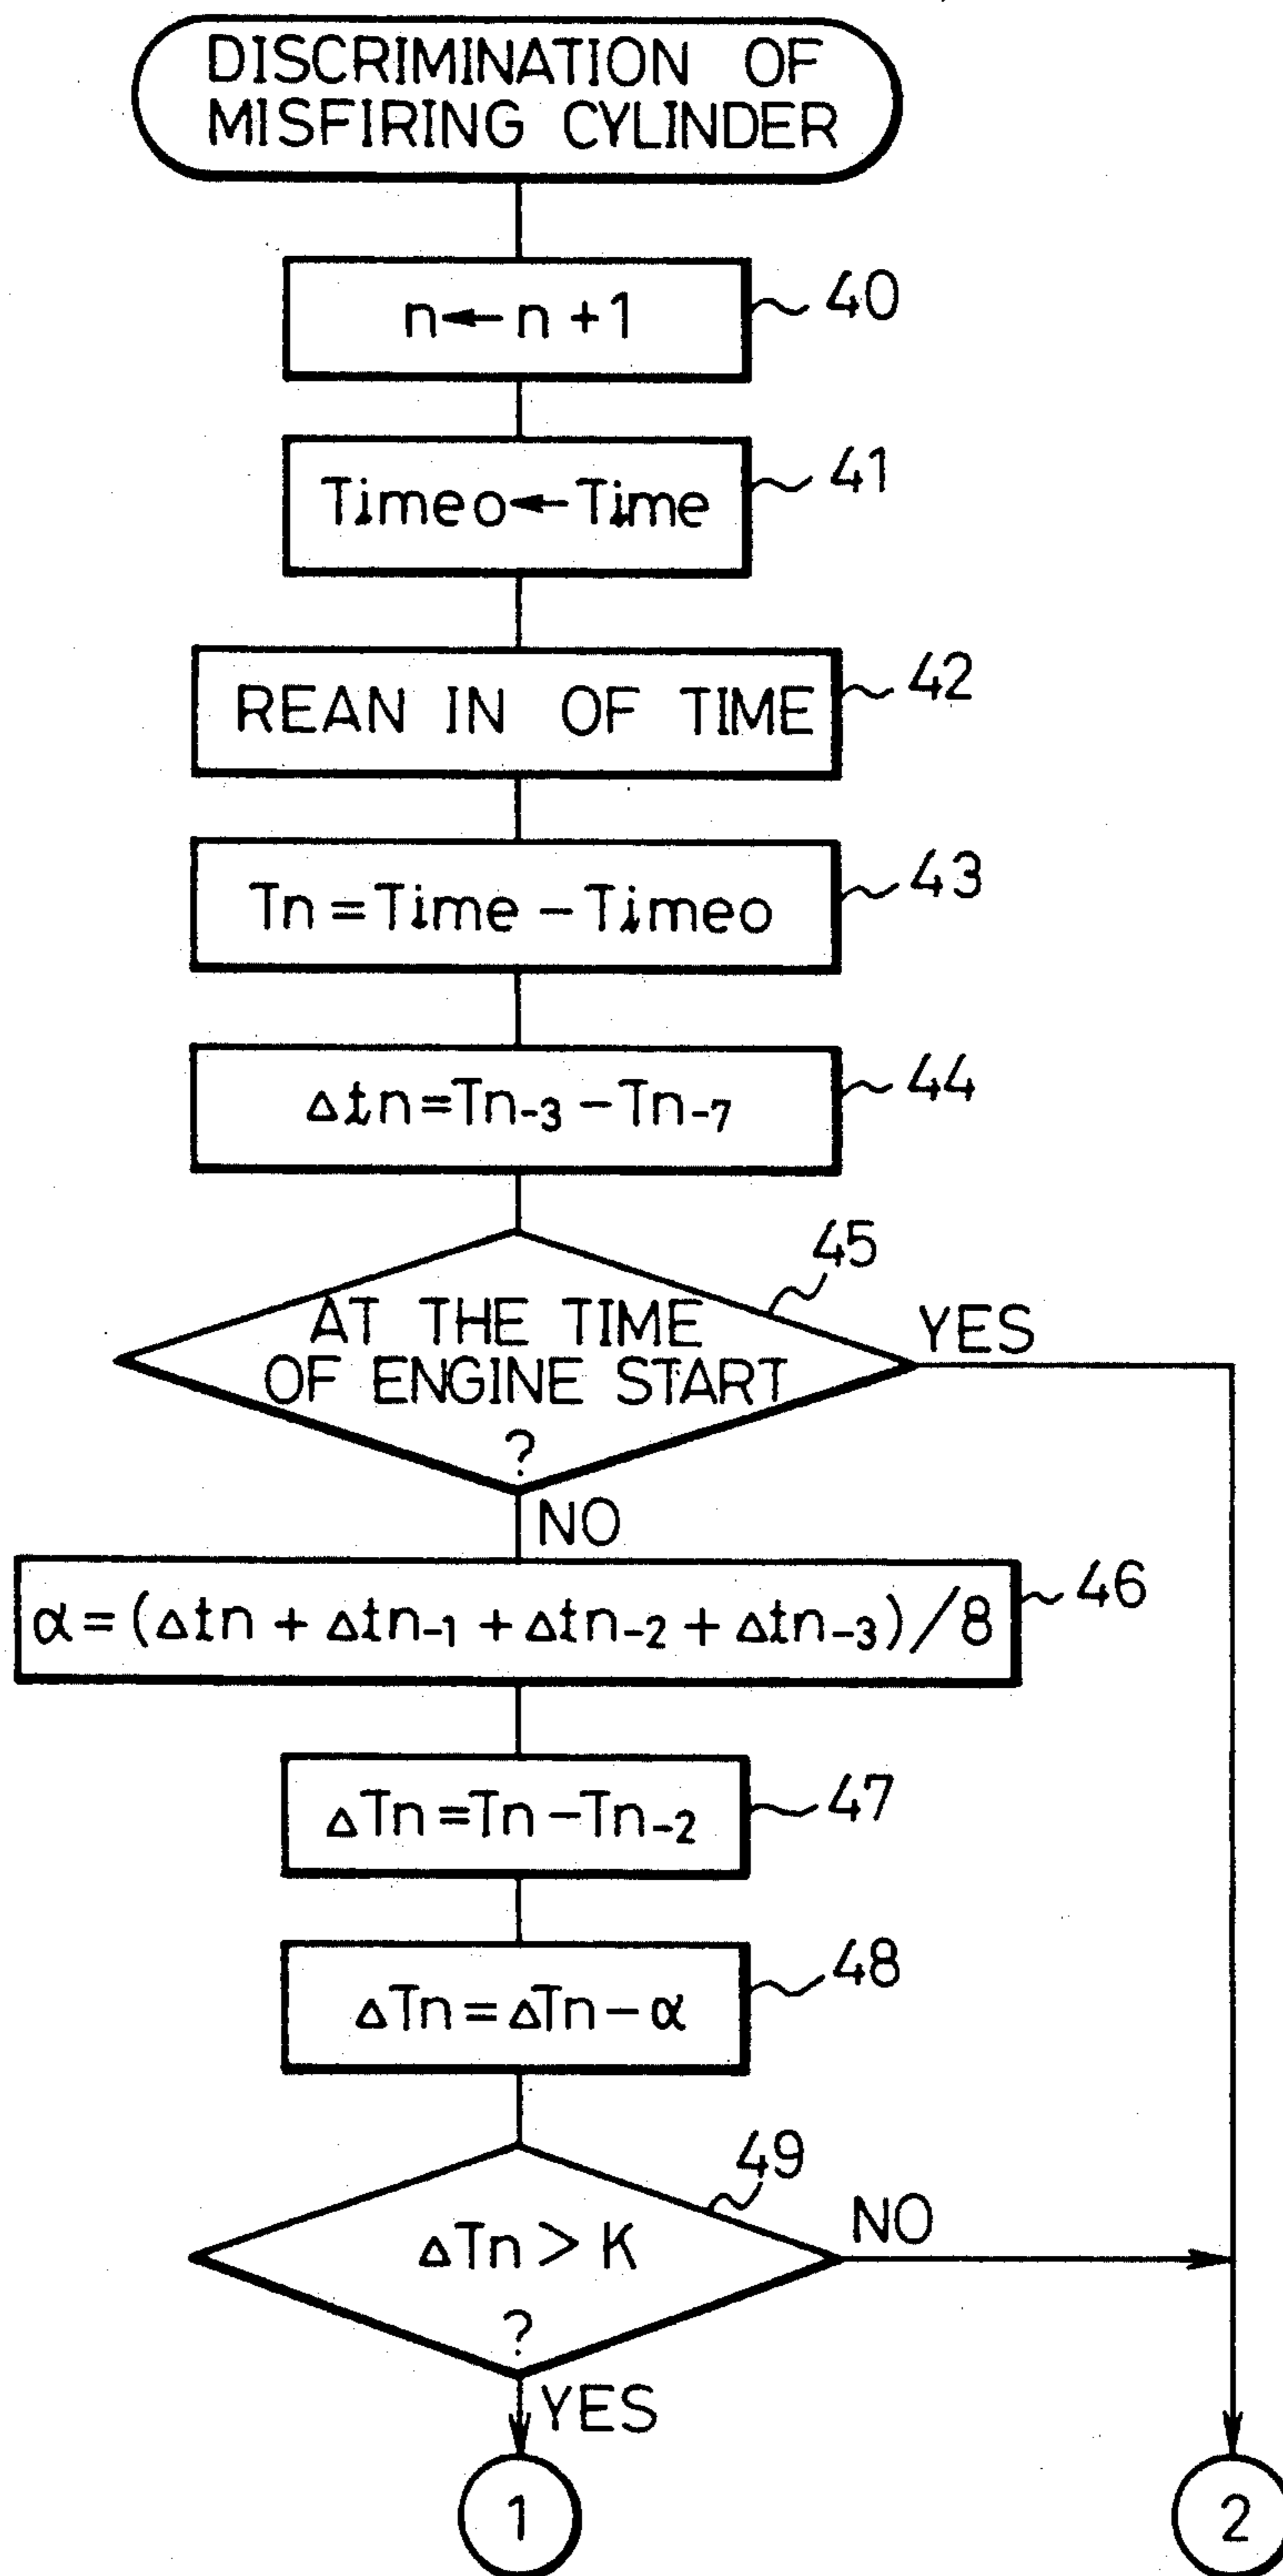 DISCRIMINATION OF
MISFIRING CYLINDER
n←n+1
40
Timeo←Time
41
REAN IN OF TIME
42
Tn=Time-Timeo
43
Δtn=Tn-3-Tn-7
44
45
AT THE TIME
OF ENGINE START
?
YES
NO
α=(Δtn+Δtn-1+Δtn-2+Δtn-3)/8
46
ΔTn=Tn-Tn-2
47
ΔTn=ΔTn-α
48
49
ΔTn>K
?
NO
YES
1
2